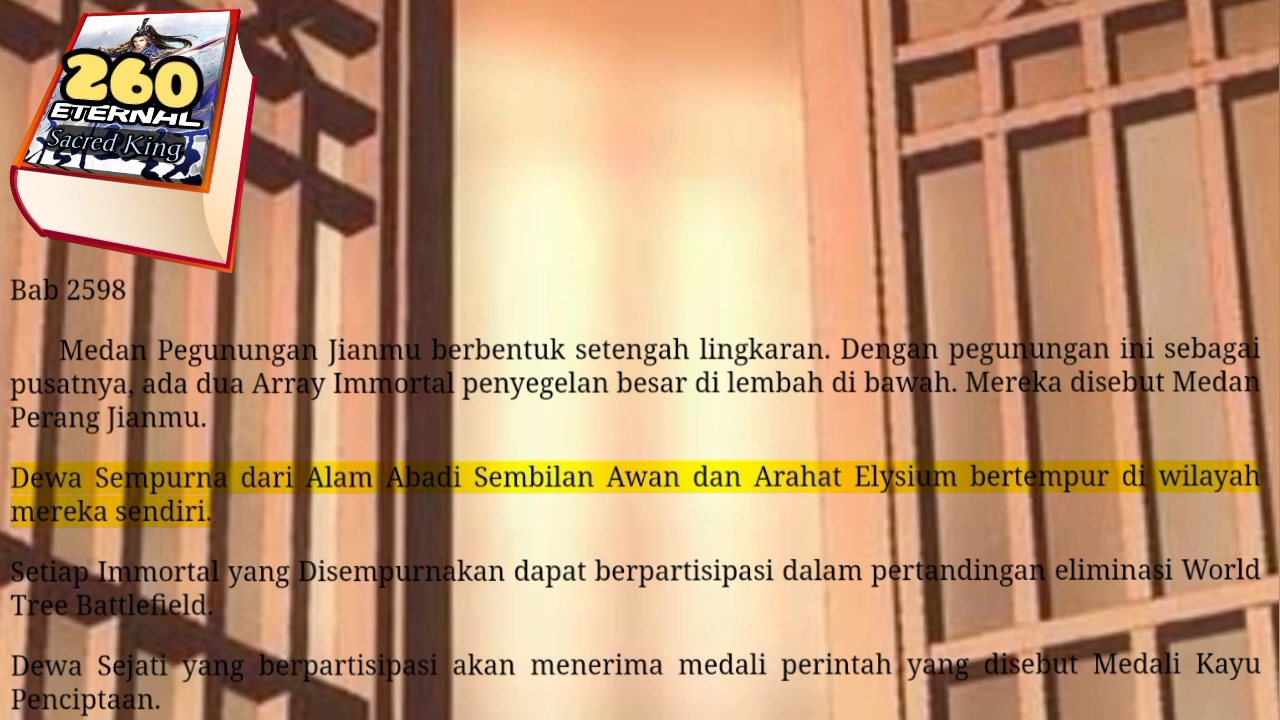 260
ETERNAL
Sacred King
Bab 2598
Medan Pegunungan Jianmu berbentuk setengah lingkaran. Dengan pegunungan ini sebagai
pusatnya, ada dua Array Immortal penyegelan besar di lembah di bawah. Mereka disebut Medan
Perang Jianmu.
Dewa Sempurna dari Alam Abadi Sembilan Awan dan Arahat Elysium bertempur di wilayah
mereka sendiri.
Setiap Immortal yang Disempurnakan dapat berpartisipasi dalam pertandingan eliminasi World
Tree Battlefield.
Dewa Sejati yang berpartisipasi akan menerima medali perintah yang disebut Medali Kayu
Penciptaan.